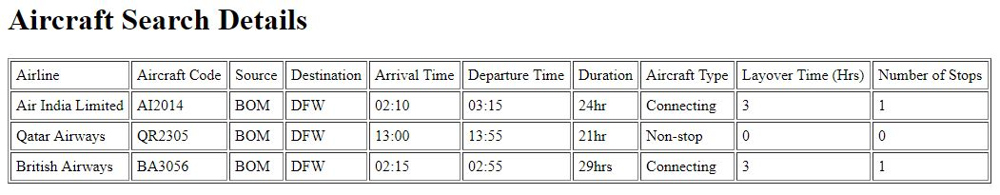 Aircraft Search Details
Airline Aircraft Code Source Destination Arrival Time Departure Time Duration Aircraft Type Layover Time (Hrs) Number of Stops
Air India Limited AI2014 BOM DFW 02:10 03:15 24hr Connecting 3 1
Qatar Airways QR2305 BOM DFW 13:00 13:55 21hr Non-stop 0 0
British Airways BA3056 BOM DFW 02:15 02:55 29hrs Connecting 3 1